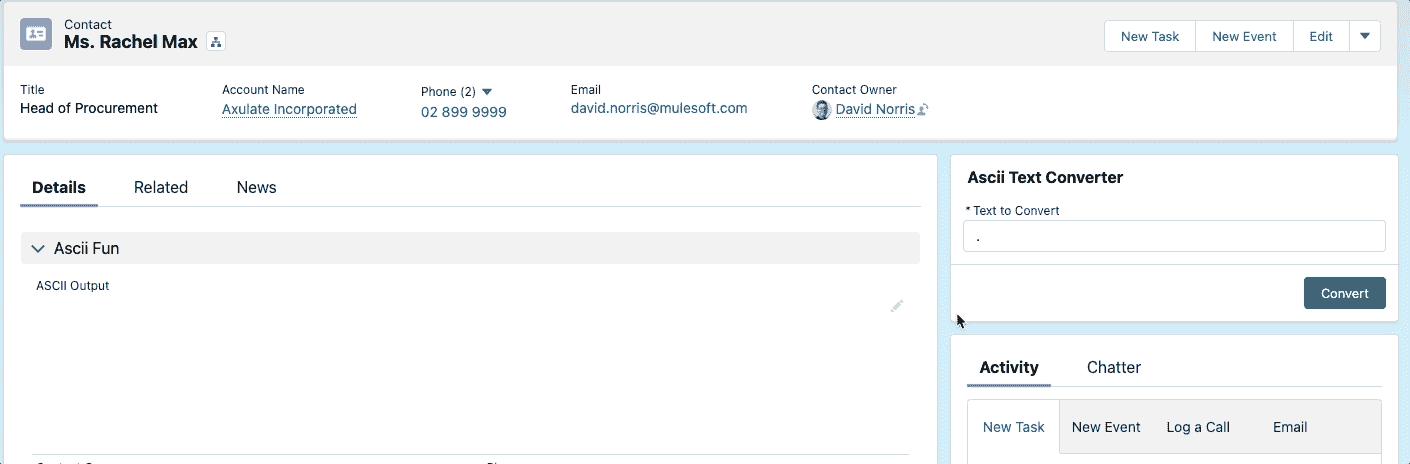 Contact
Ms. Rachel Max
New Task
New Event
Edit
Title
Head of Procurement
Account Name
Axulate Incorporated
Phone (2)
02 899 9999
Email
david.norris@mulesoft.com
Contact Owner
David Norris
Details
Related
News
Ascii Fun
ASCII Output
Ascii Text Converter
* Text to Convert
.
Convert
Activity
Chatter
New Task
New Event
Log a Call
Email